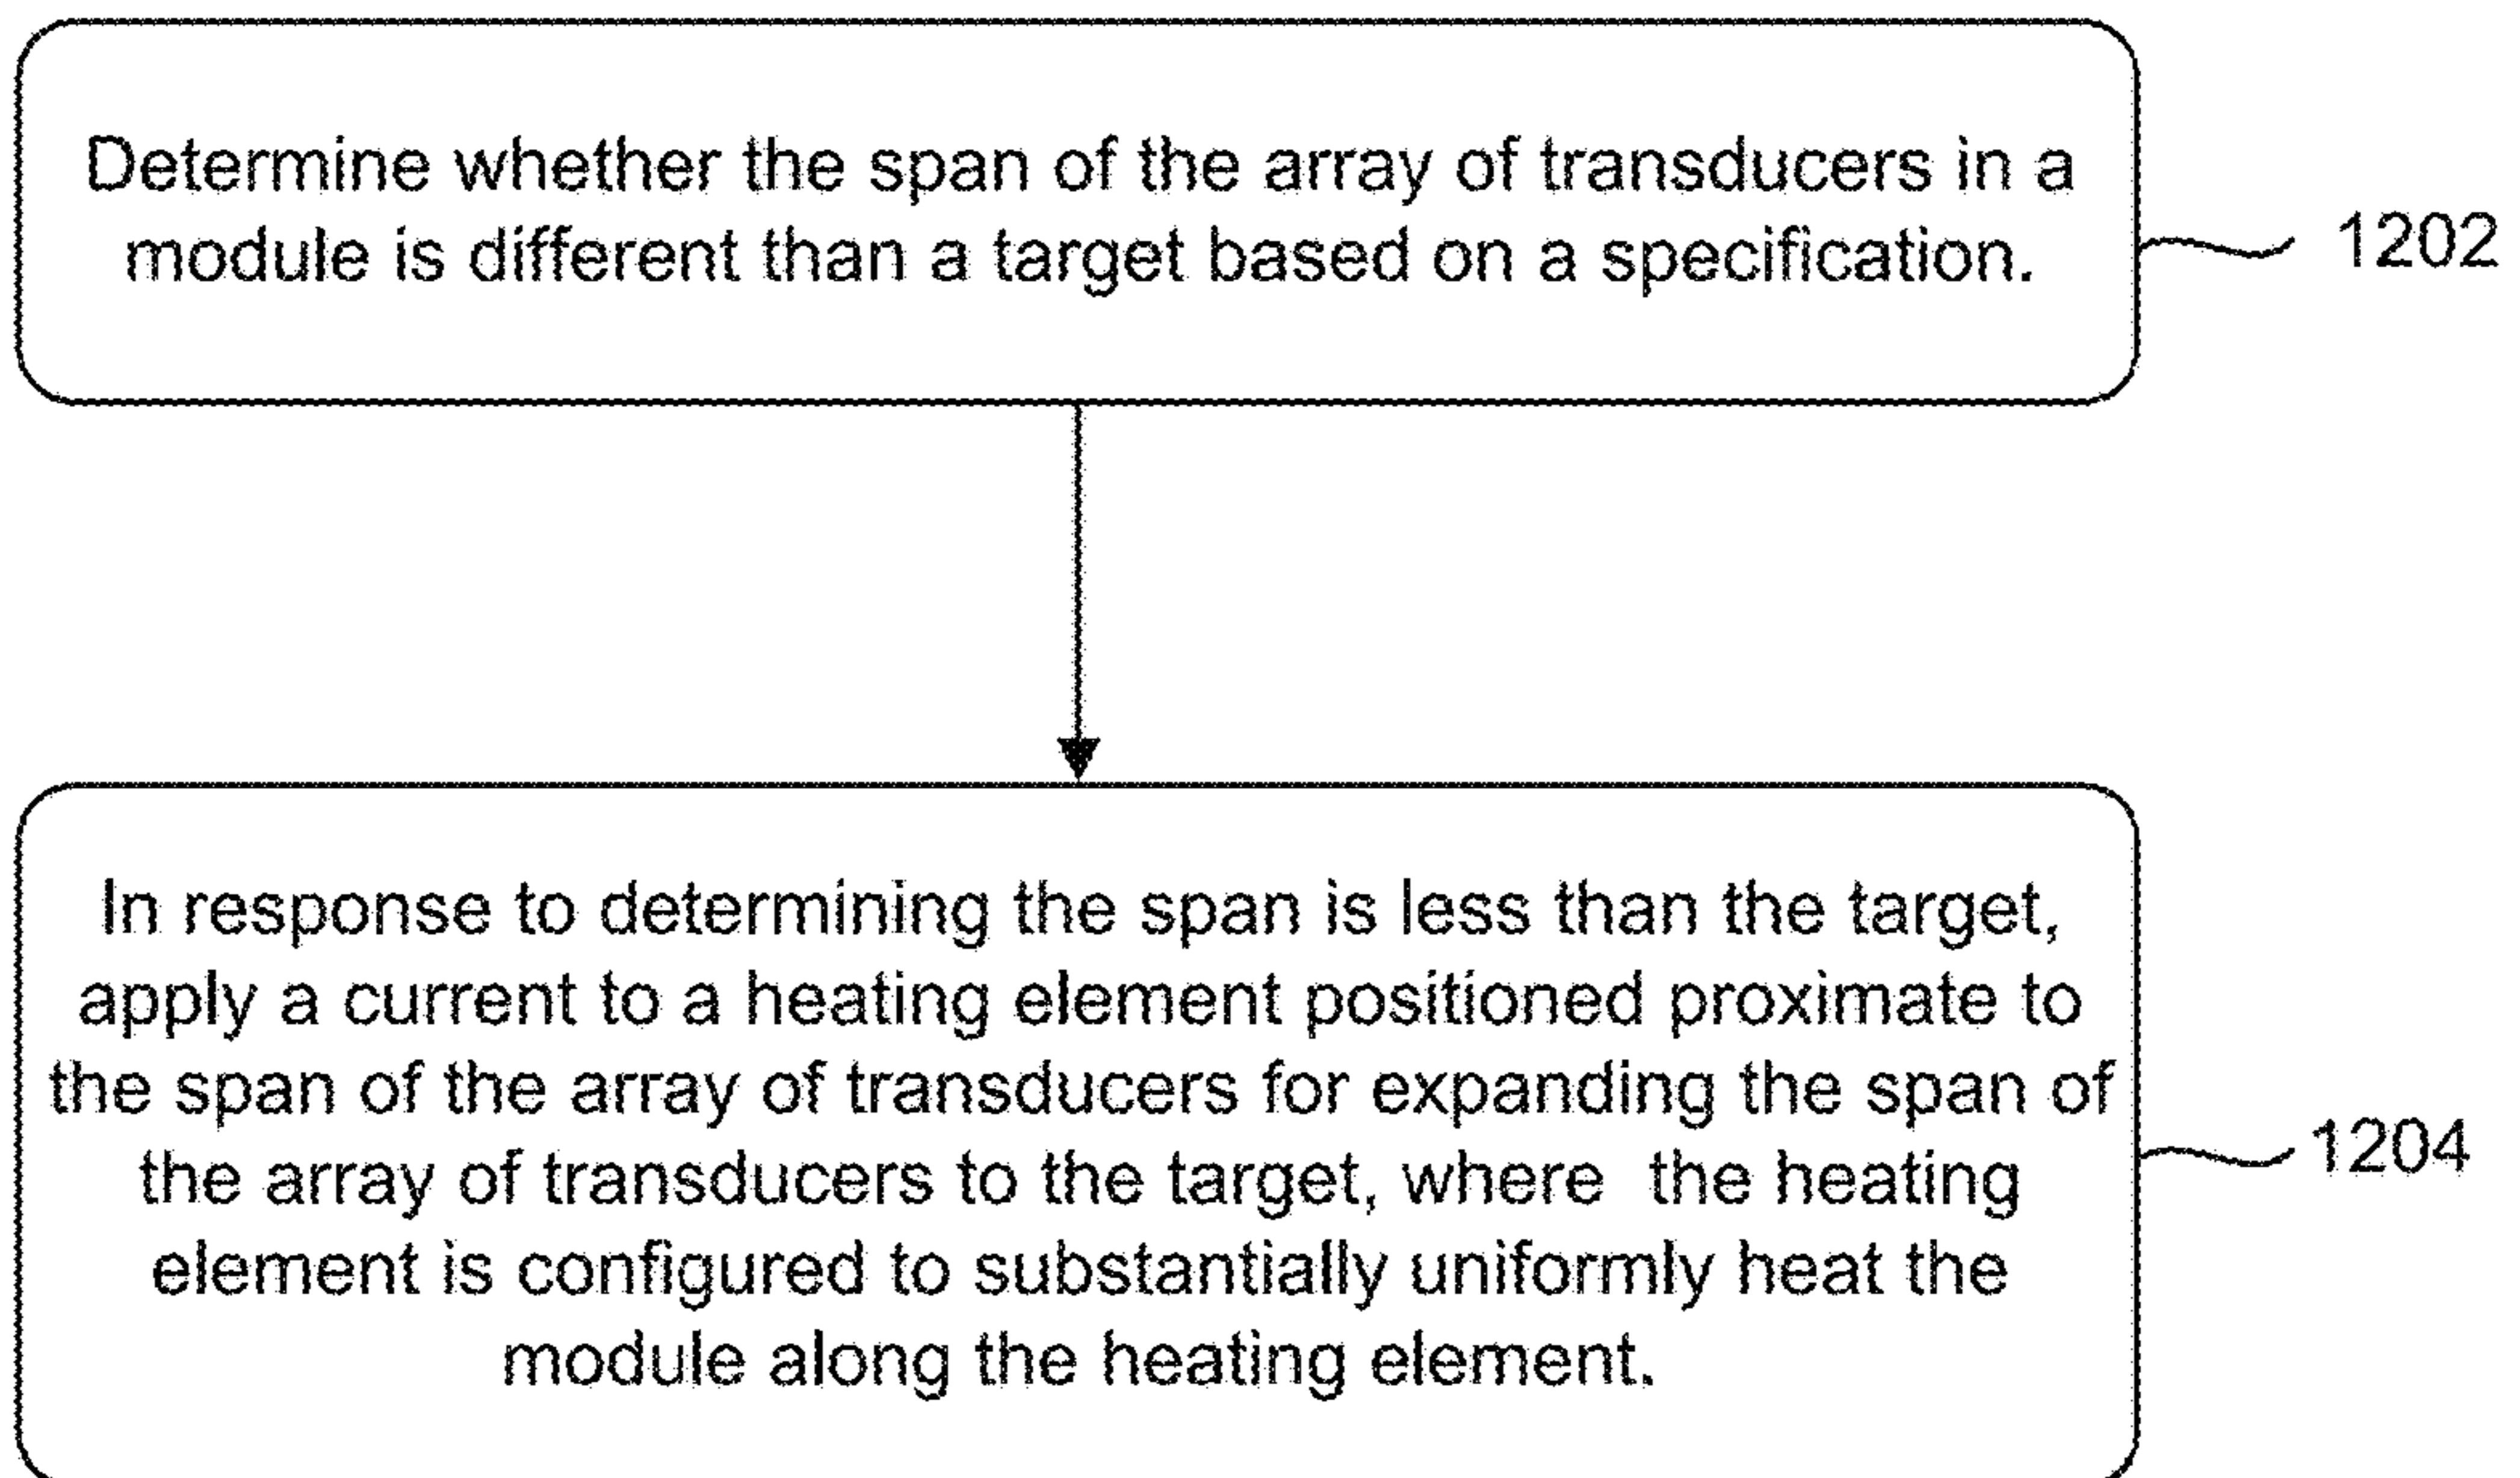 Determine whether the span of the array of transducers in a
module is different than a target based on a specification.
1202
In response to determining the span is less than the target,
apply a current to a heating element positioned proximate to
the span of the array of transducers for expanding the span of
the array of transducers to the target, where the heating
element is configured to substantially uniformly heat the
module along the heating element.
1204